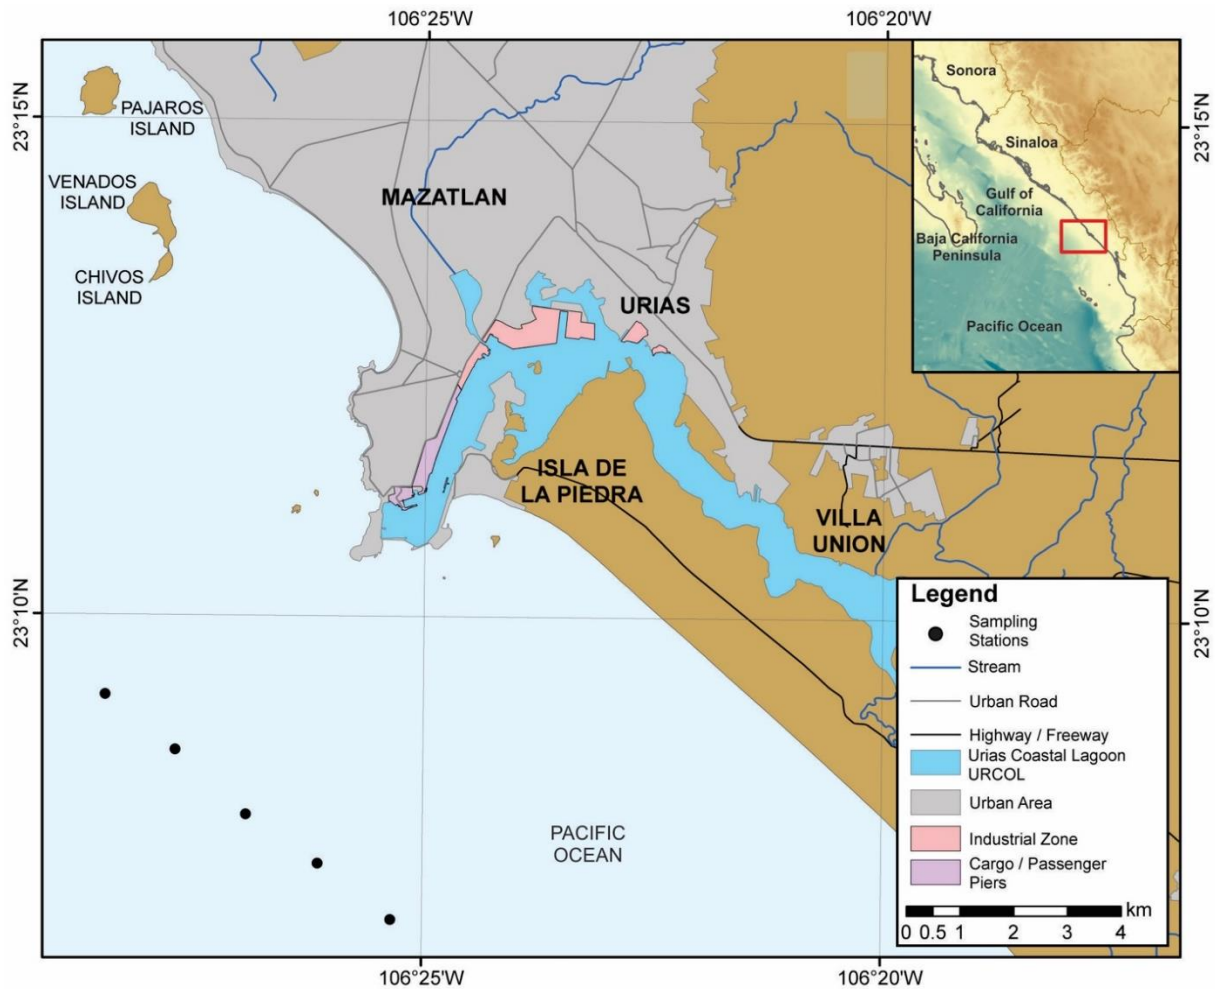 106°25'W
106°20'W
23°15'N
23°15'N
PAJAROS
ISLAND
VENADOS
ISLAND
CHIVOS
ISLAND
MAZATLAN
URIAS
ISLA DE
LA PIEDRA
VILLA
UNION
PACIFIC
OCEAN
Sonora
Sinaloa
Gulf of
California
Baja California
Peninsula
Pacific Ocean
23°10'N
23°10'N
Legend
Sampling
Stations
Stream
Urban Road
Highway / Freeway
Urias Coastal Lagoon
URCOL
Urban Area
Industrial Zone
Cargo / Passenger
Piers
km
0 0.5 1 2 3 4
106°25'W
106°20'W